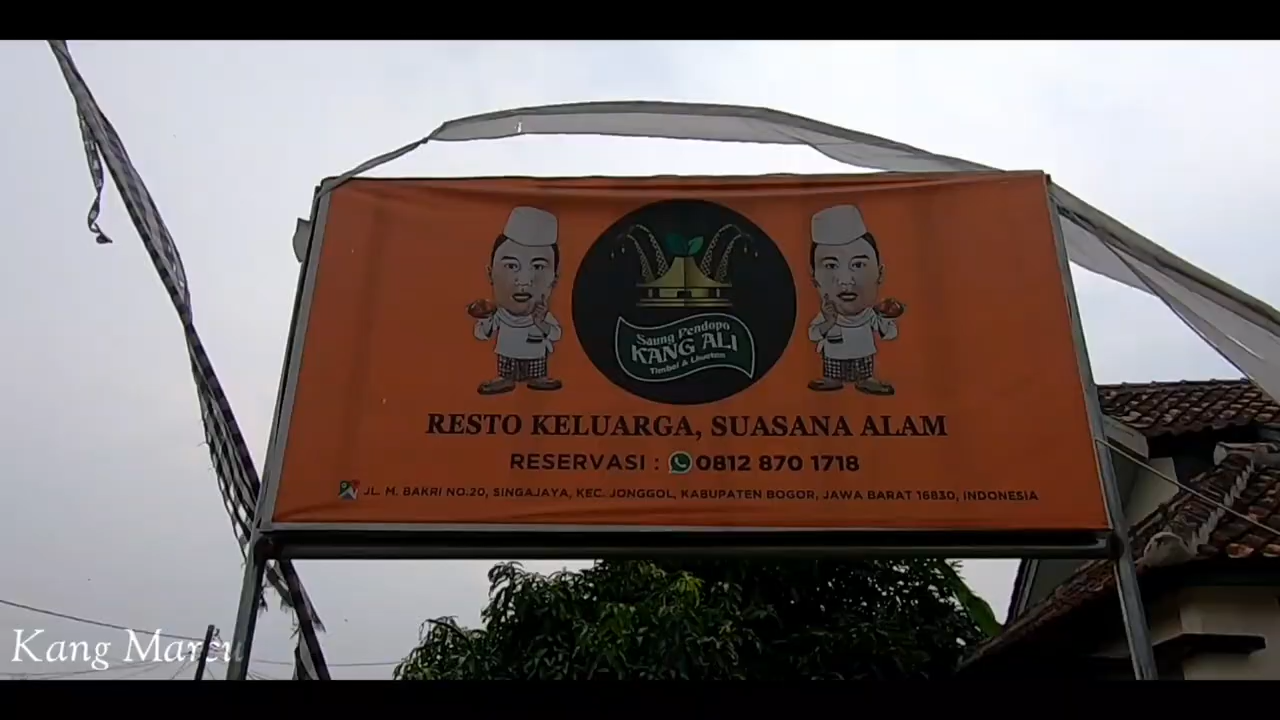 Saung Pendopo
KANG ALI
Timbel & Liwetan
RESTO KELUARGA, SUASANA ALAM
RESERVASI : 0812 870 1718
JL. M. BAKRI NO.20, SINGAJAYA, KEC. JONGGOL, KABUPATEN BOGOR, JAWA BARAT 16830, INDONESIA
Kang Marcu